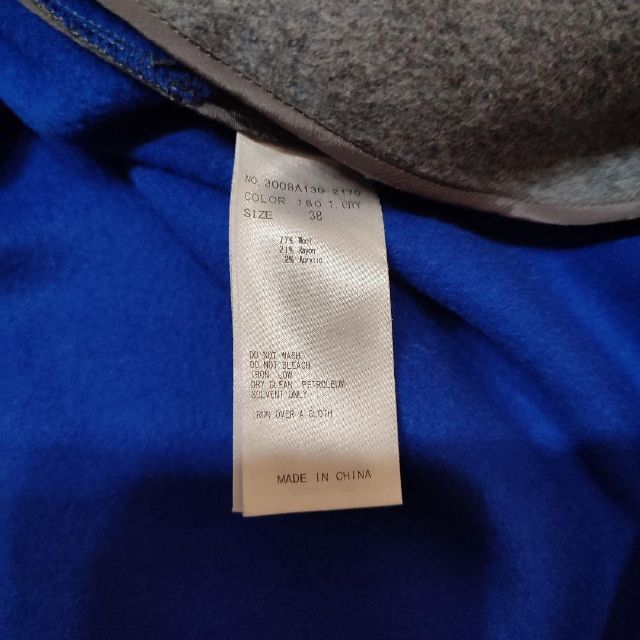 NO. 3008A130-2170
COLOR 180 T.GRY
SIZE 38
77% Wool
21% Rayon
2% Acrylic
DO NOT WASH
DO NOT BLEACH
IRON LOW
DRY CLEAN, PETROLEUM
SOLVENT ONLY
IRON OVER A CLOTH
MADE IN CHINA